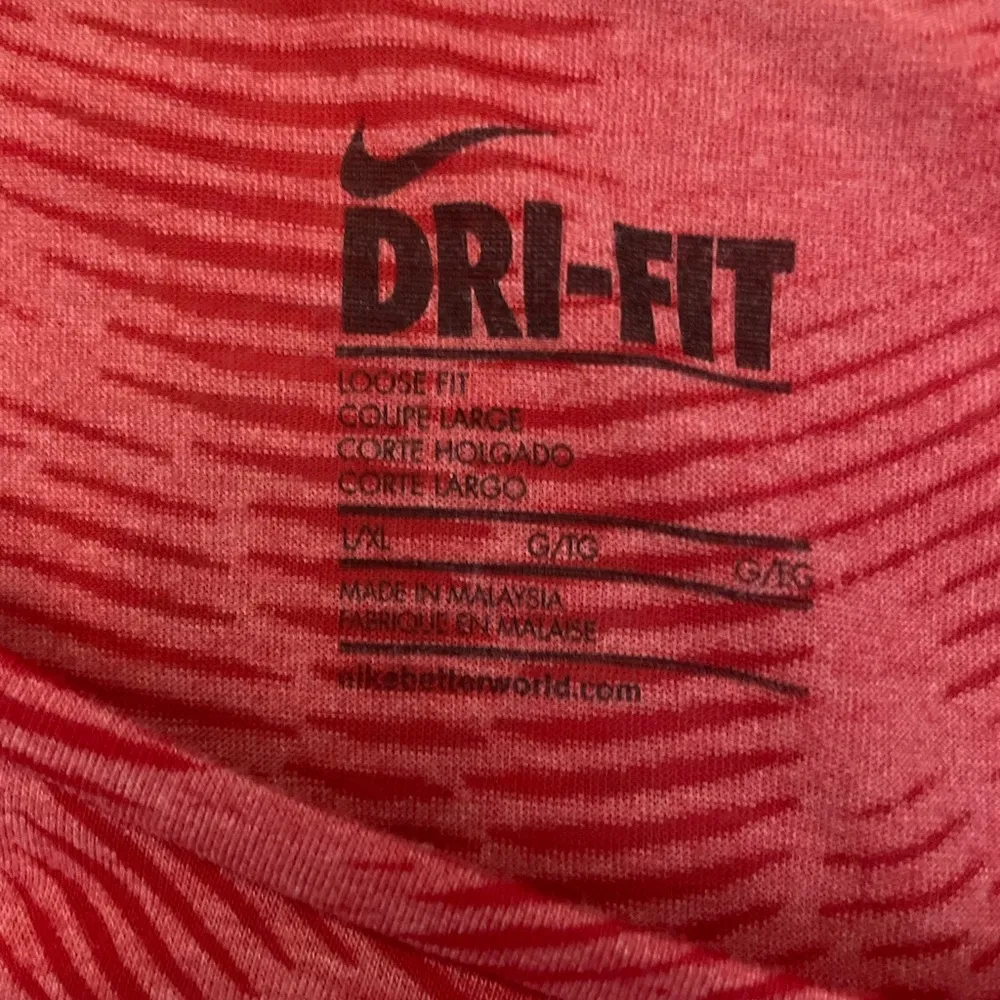 DRI-FIT
LOOSE FIT
COUPE LARGE
CORTE HOLGADO
CORTE LARGO
L/XL G/TG G/EG
MADE IN MALAYSIA
FABRIQUE EN MALAISIE
nikebetterworld.com